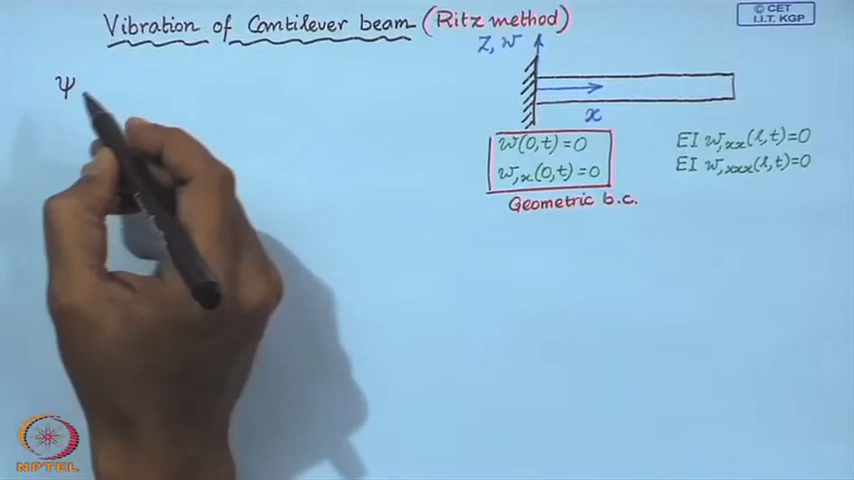 Vibration of Cantilever beam (Ritz method)
© CET
I.I.T. KGP
Z, w
x
ψ
w(0,t)=0
w,x(0,t)=0
Geometric b.c.
EI w,xx(l,t)=0
EI w,xxx(l,t)=0
NPTEL